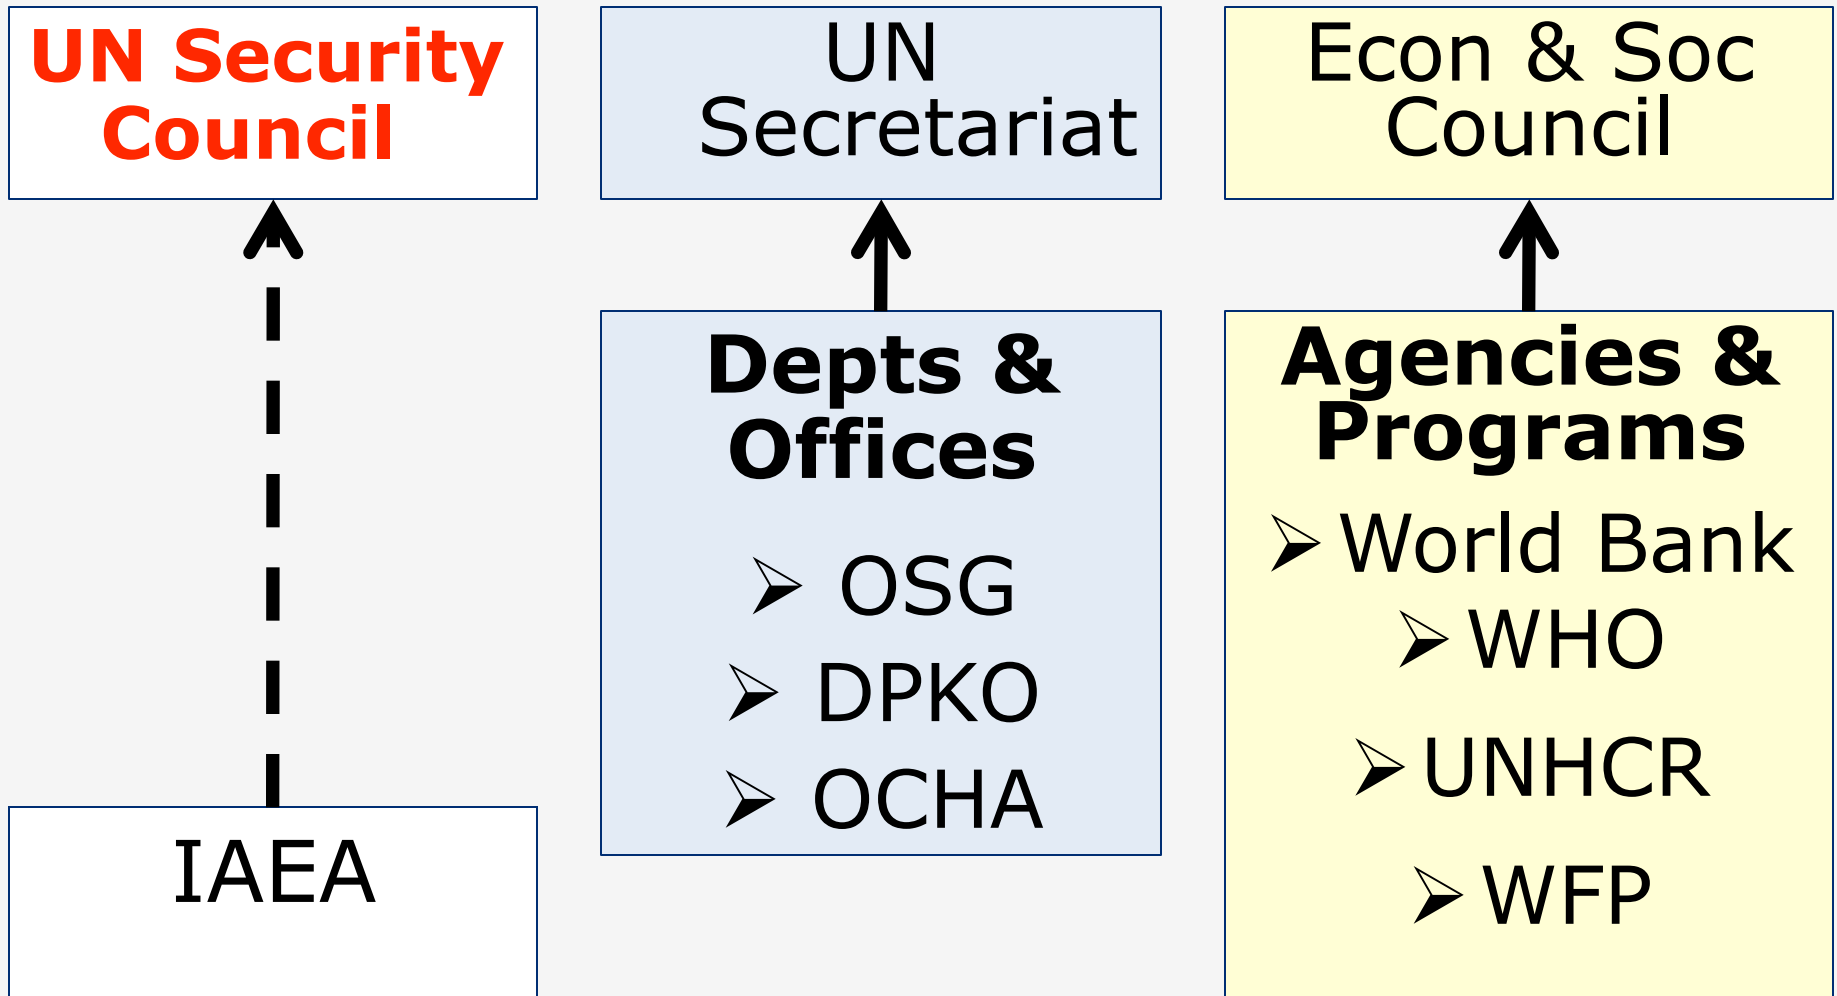 UN Security
Council
UN
Secretariat
Econ & Soc
Council
Depts &
Offices
➢ OSG
➢ DPKO
➢ OCHA
Agencies &
Programs
➢ World Bank
➢ WHO
➢ UNHCR
➢ WFP
IAEA